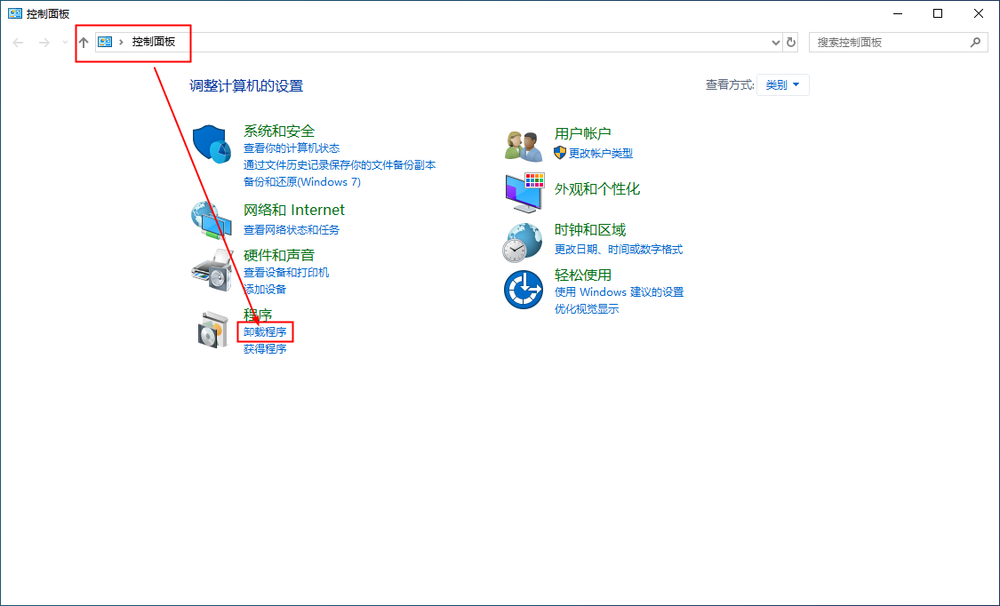 控制面板
控制面板
搜索控制面板
调整计算机的设置
查看方式: 类别
系统和安全
查看你的计算机状态
通过文件历史记录保存你的文件备份副本
备份和还原(Windows 7)
网络和 Internet
查看网络状态和任务
硬件和声音
查看设备和打印机
添加设备
程序
卸载程序
获得程序
用户帐户
更改帐户类型
外观和个性化
时钟和区域
更改日期、时间或数字格式
轻松使用
使用 Windows 建议的设置
优化视觉显示